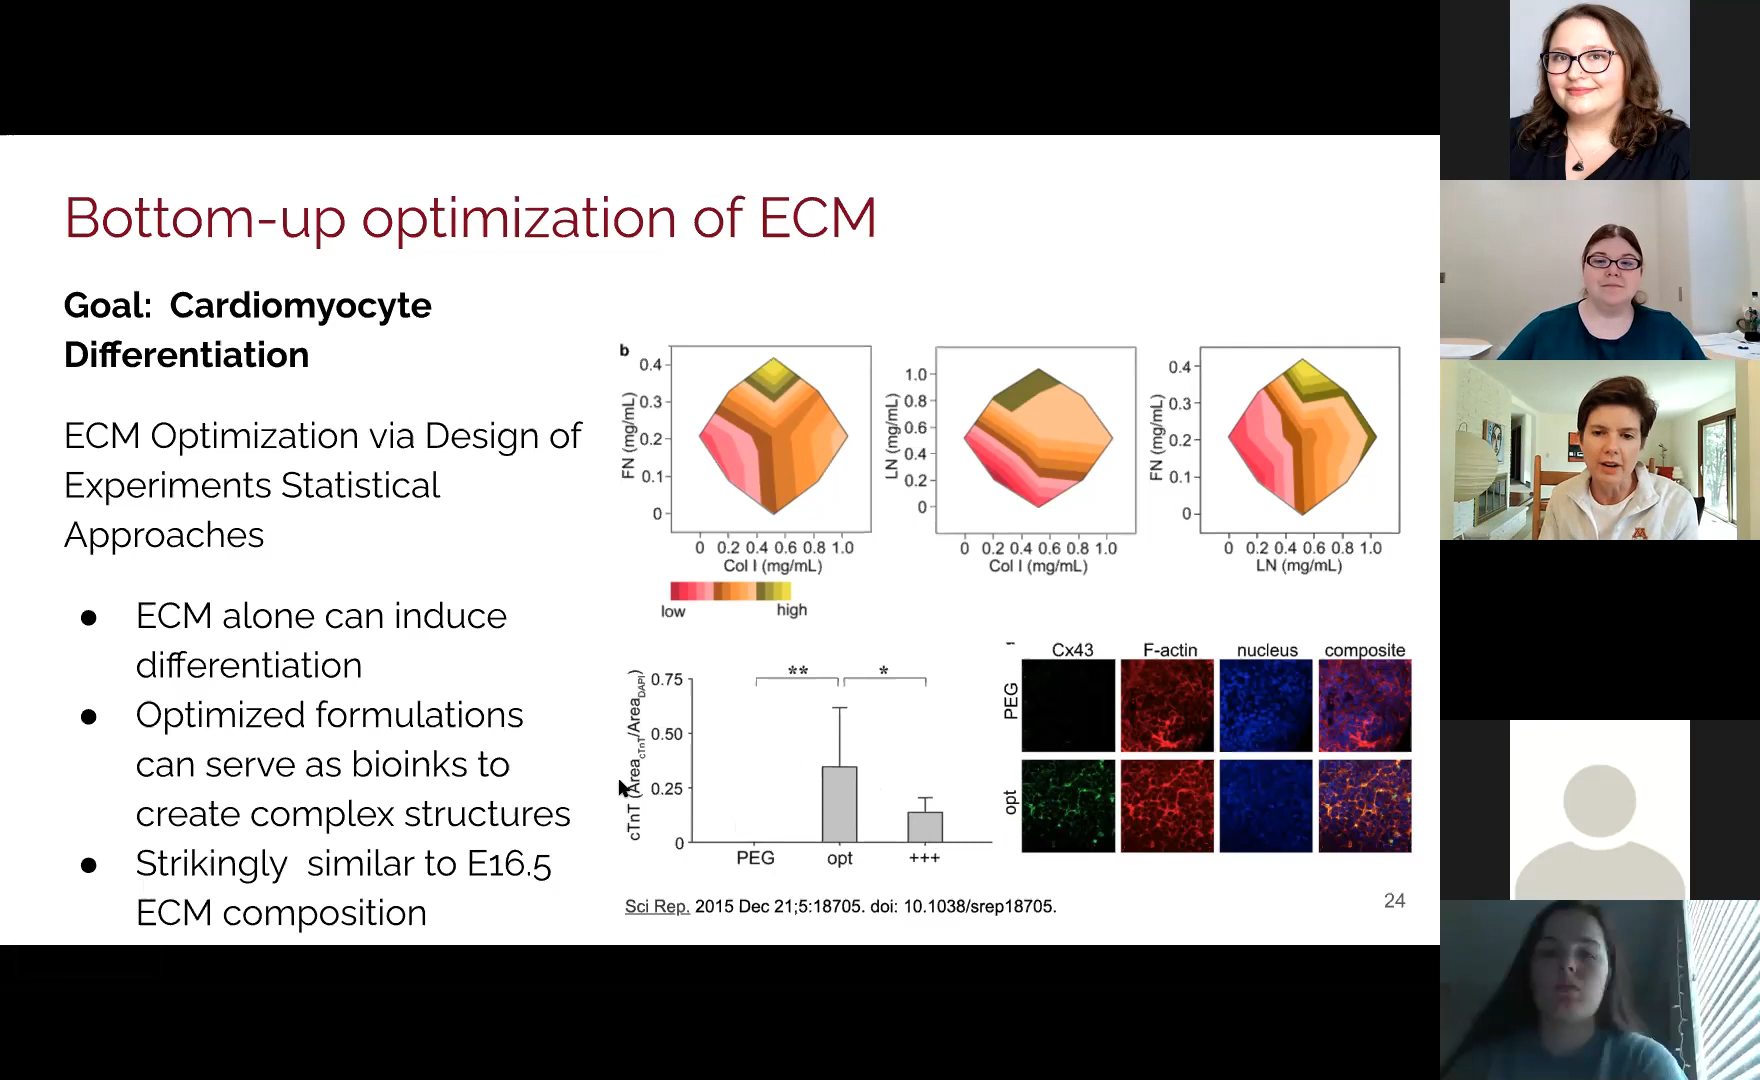 Bottom-up optimization of ECM
Goal: Cardiomyocyte
Differentiation
ECM Optimization via Design of
Experiments Statistical
Approaches
● ECM alone can induce
differentiation
● Optimized formulations
can serve as bioinks to
create complex structures
● Strikingly similar to E16.5
ECM composition
b
FN (mg/mL)
0.4
0.3
0.2
0.1
0
0 0.2 0.4 0.6 0.8 1.0
Col I (mg/mL)
LN (mg/mL)
1.0
0.8
0.6
0.4
0.2
0
0 0.2 0.4 0.6 0.8 1.0
Col I (mg/mL)
FN (mg/mL)
0.4
0.3
0.2
0.1
0
0 0.2 0.4 0.6 0.8 1.0
LN (mg/mL)
low high
cTnT (AreacTnT/AreaDAPI)
0.75
0.50
0.25
0
** *
PEG opt +++
Cx43 F-actin nucleus composite
PEG
opt
Sci Rep. 2015 Dec 21;5:18705. doi: 10.1038/srep18705.
24
M